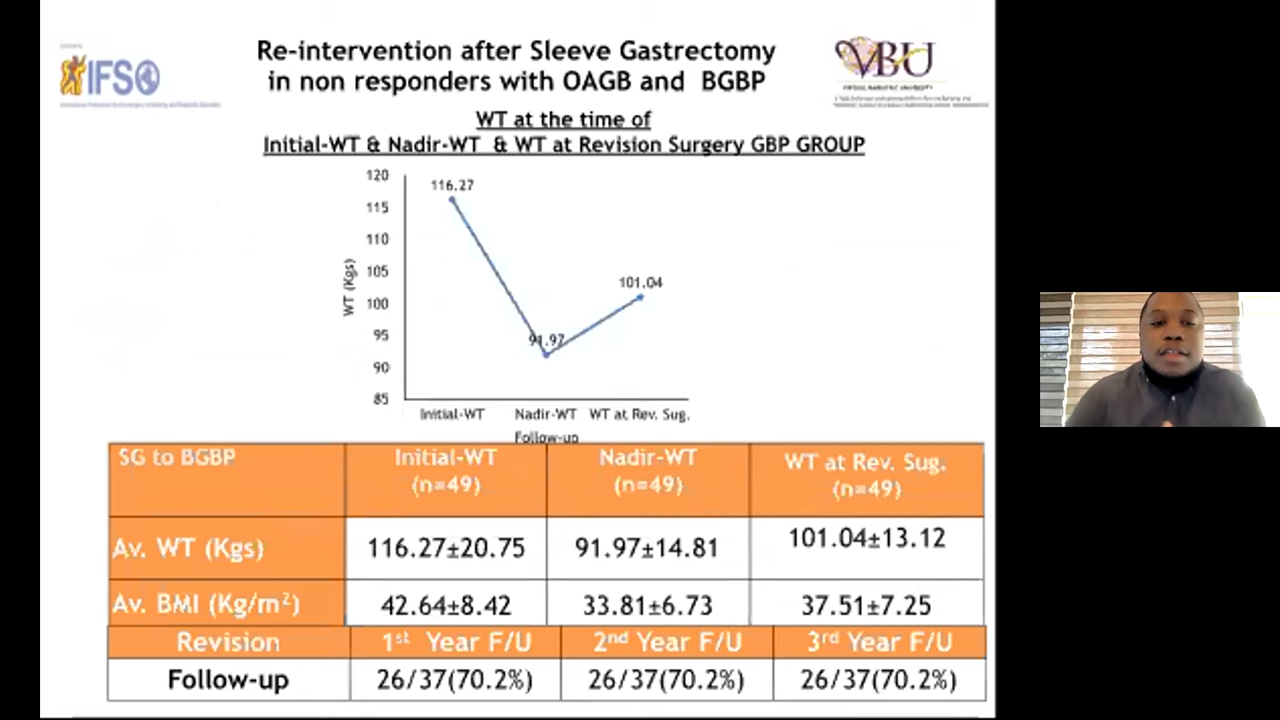 Re-intervention after Sleeve Gastrectomy
in non responders with OAGB and BGBP
IFSO
VBU
VIRTUAL BARIATRIC UNIVERSITY
WT at the time of
Initial-WT & Nadir-WT & WT at Revision Surgery GBP GROUP
120
115
110
105
100
95
90
85
WT (Kgs)
116.27
91.97
101.04
Initial-WT Nadir-WT WT at Rev. Sug.
Follow-up
SG to BGBP Initial-WT (n=49) Nadir-WT (n=49) WT at Rev. Sug. (n=49)
Av. WT (Kgs) 116.27±20.75 91.97±14.81 101.04±13.12
Av. BMI (Kg/m²) 42.64±8.42 33.81±6.73 37.51±7.25
Revision 1st Year F/U 2nd Year F/U 3rd Year F/U
Follow-up 26/37(70.2%) 26/37(70.2%) 26/37(70.2%)